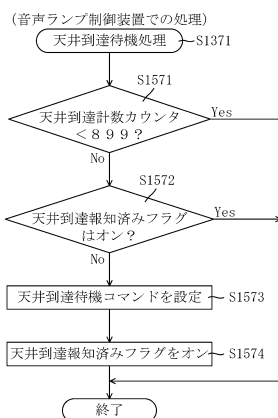 （音声ランプ制御装置での処理）
天井到達待機処理
S1371
S1571
天井到達計数カウンタ
＜８９９？
Yes
No
S1572
天井到達報知済みフラグ
はオン？
Yes
No
天井到達待機コマンドを設定
S1573
天井到達報知済みフラグをオン
S1574
終了